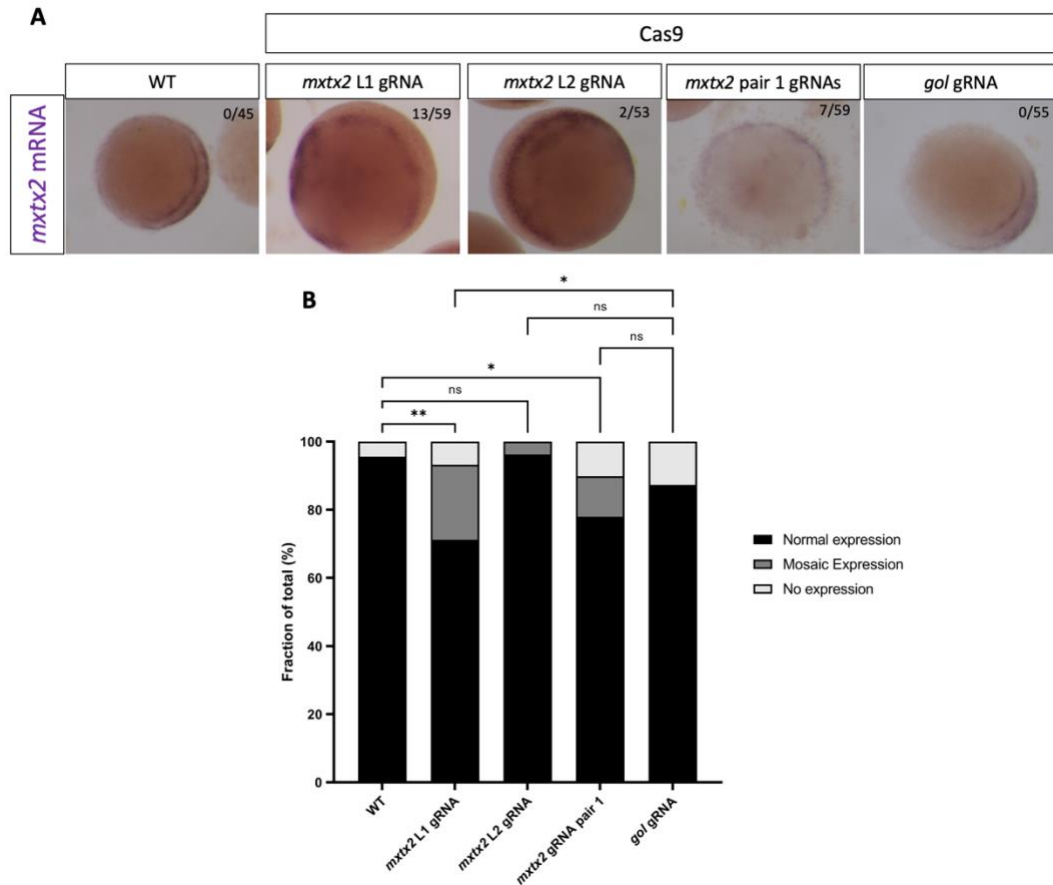 A
Cas9
WT
mxtx2 L1 gRNA
mxtx2 L2 gRNA
mxtx2 pair 1 gRNAs
gol gRNA
mxtx2 mRNA
0/45
13/59
2/53
7/59
0/55
B
*
ns
ns
*
ns
**
Fraction of total (%)
100
80
60
40
20
0
WT
mxtx2 L1 gRNA
mxtx2 L2 gRNA
mxtx2 gRNA pair 1
gol gRNA
Normal expression
Mosaic Expression
No expression